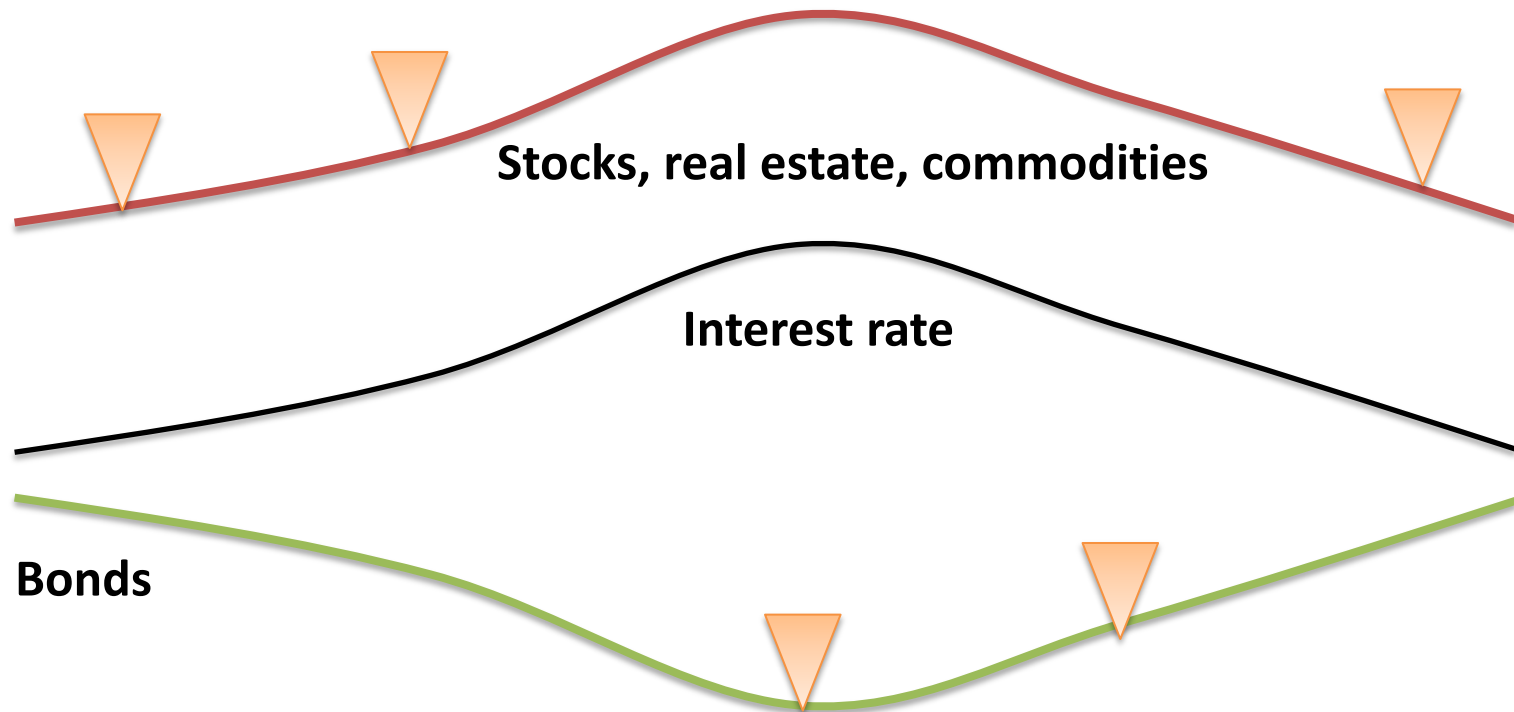 Stocks, real estate, commodities
Interest rate
Bonds